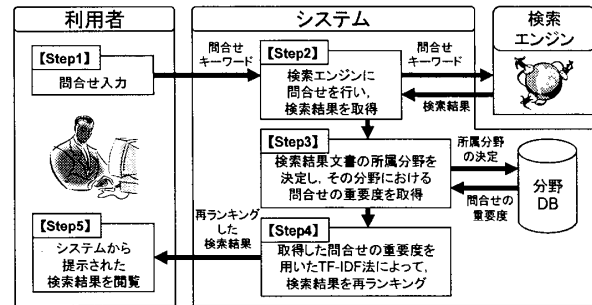 利用者
システム
検索
エンジン
【Step1】
問合せ入力
問合せ
キーワード
【Step2】
検索エンジンに
問合せを行い,
検索結果を取得
問合せ
キーワード
検索結果
【Step3】
検索結果文書の所属分野を
決定し,その分野における
問合せの重要度を取得
所属分野
の決定
問合せの
重要度
分野
DB
【Step4】
取得した問合せの重要度を
用いたTF-IDF法によって,
検索結果を再ランキング
再ランキング
した
検索結果
【Step5】
システムから
提示された
検索結果を閲覧